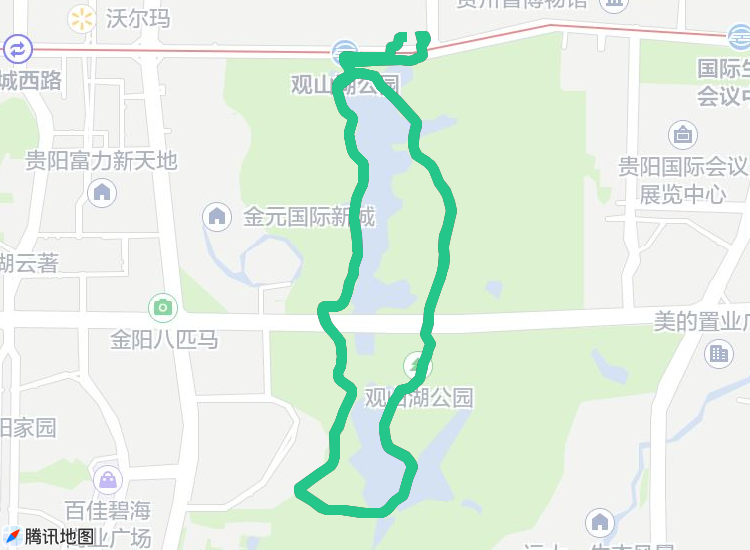 沃尔玛
贵州省博物馆
城西路
观山湖公园
国际生
会议中
贵阳富力新天地
贵阳国际会议
展览中心
金元国际新城
湖云著
金阳八匹马
美的置业广
观山湖公园
阳家园
百佳碧海
商业广场
腾讯地图